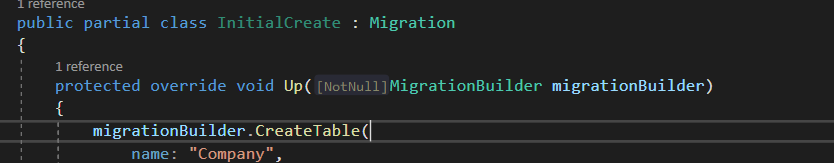 1 reference
public partial class InitialCreate : Migration
{
1 reference
protected override void Up([NotNull]MigrationBuilder migrationBuilder)
{
migrationBuilder.CreateTable(
name: "Company",